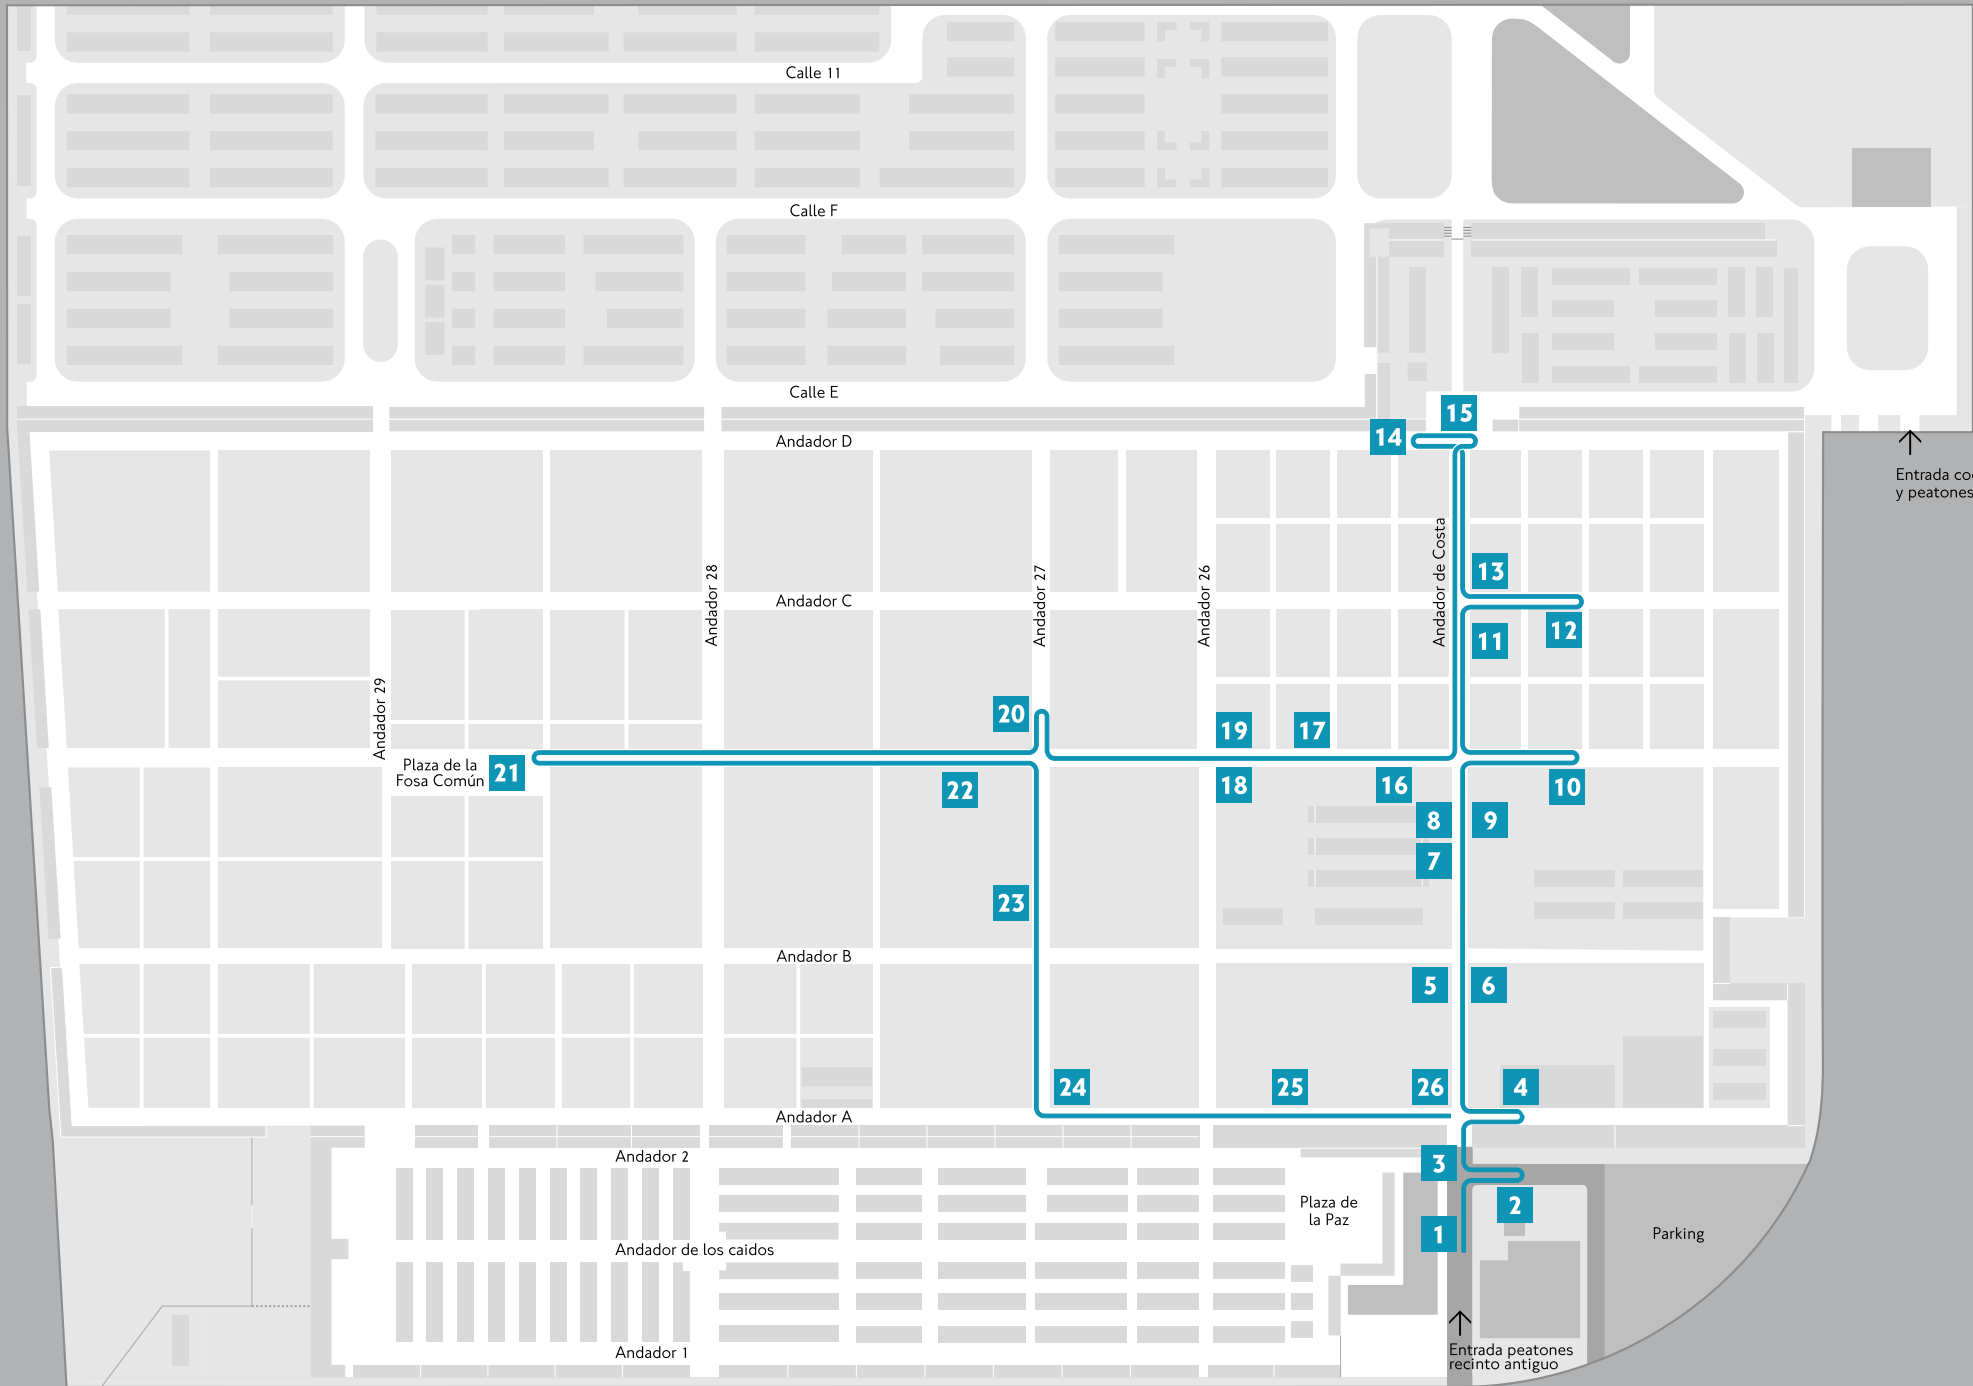 Calle 11
Calle F
Calle E
15
14
Andador D
Entrada
y peatones
Andador 28
Andador 27
Andador 26
Andador de Costa
13
Andador C
12
11
Andador 29
20
19
17
Plaza de la
Fosa Común
21
22
18
16
10
8
9
7
23
Andador B
5
6
24
25
26
4
Andador A
Andador 2
3
Plaza de
la Paz
2
1
Parking
Andador de los caidos
Andador 1
Entrada peatones
recinto antiguo